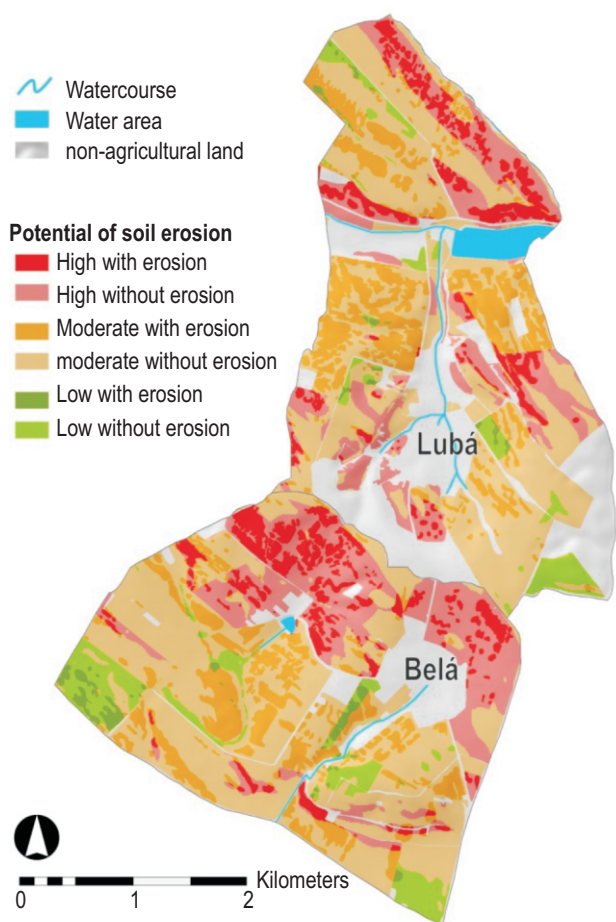 Watercourse
Water area
non-agricultural land
Potential of soil erosion
High with erosion
High without erosion
Moderate with erosion
moderate without erosion
Low with erosion
Low without erosion
Lubá
Belá
Kilometers
0 1 2